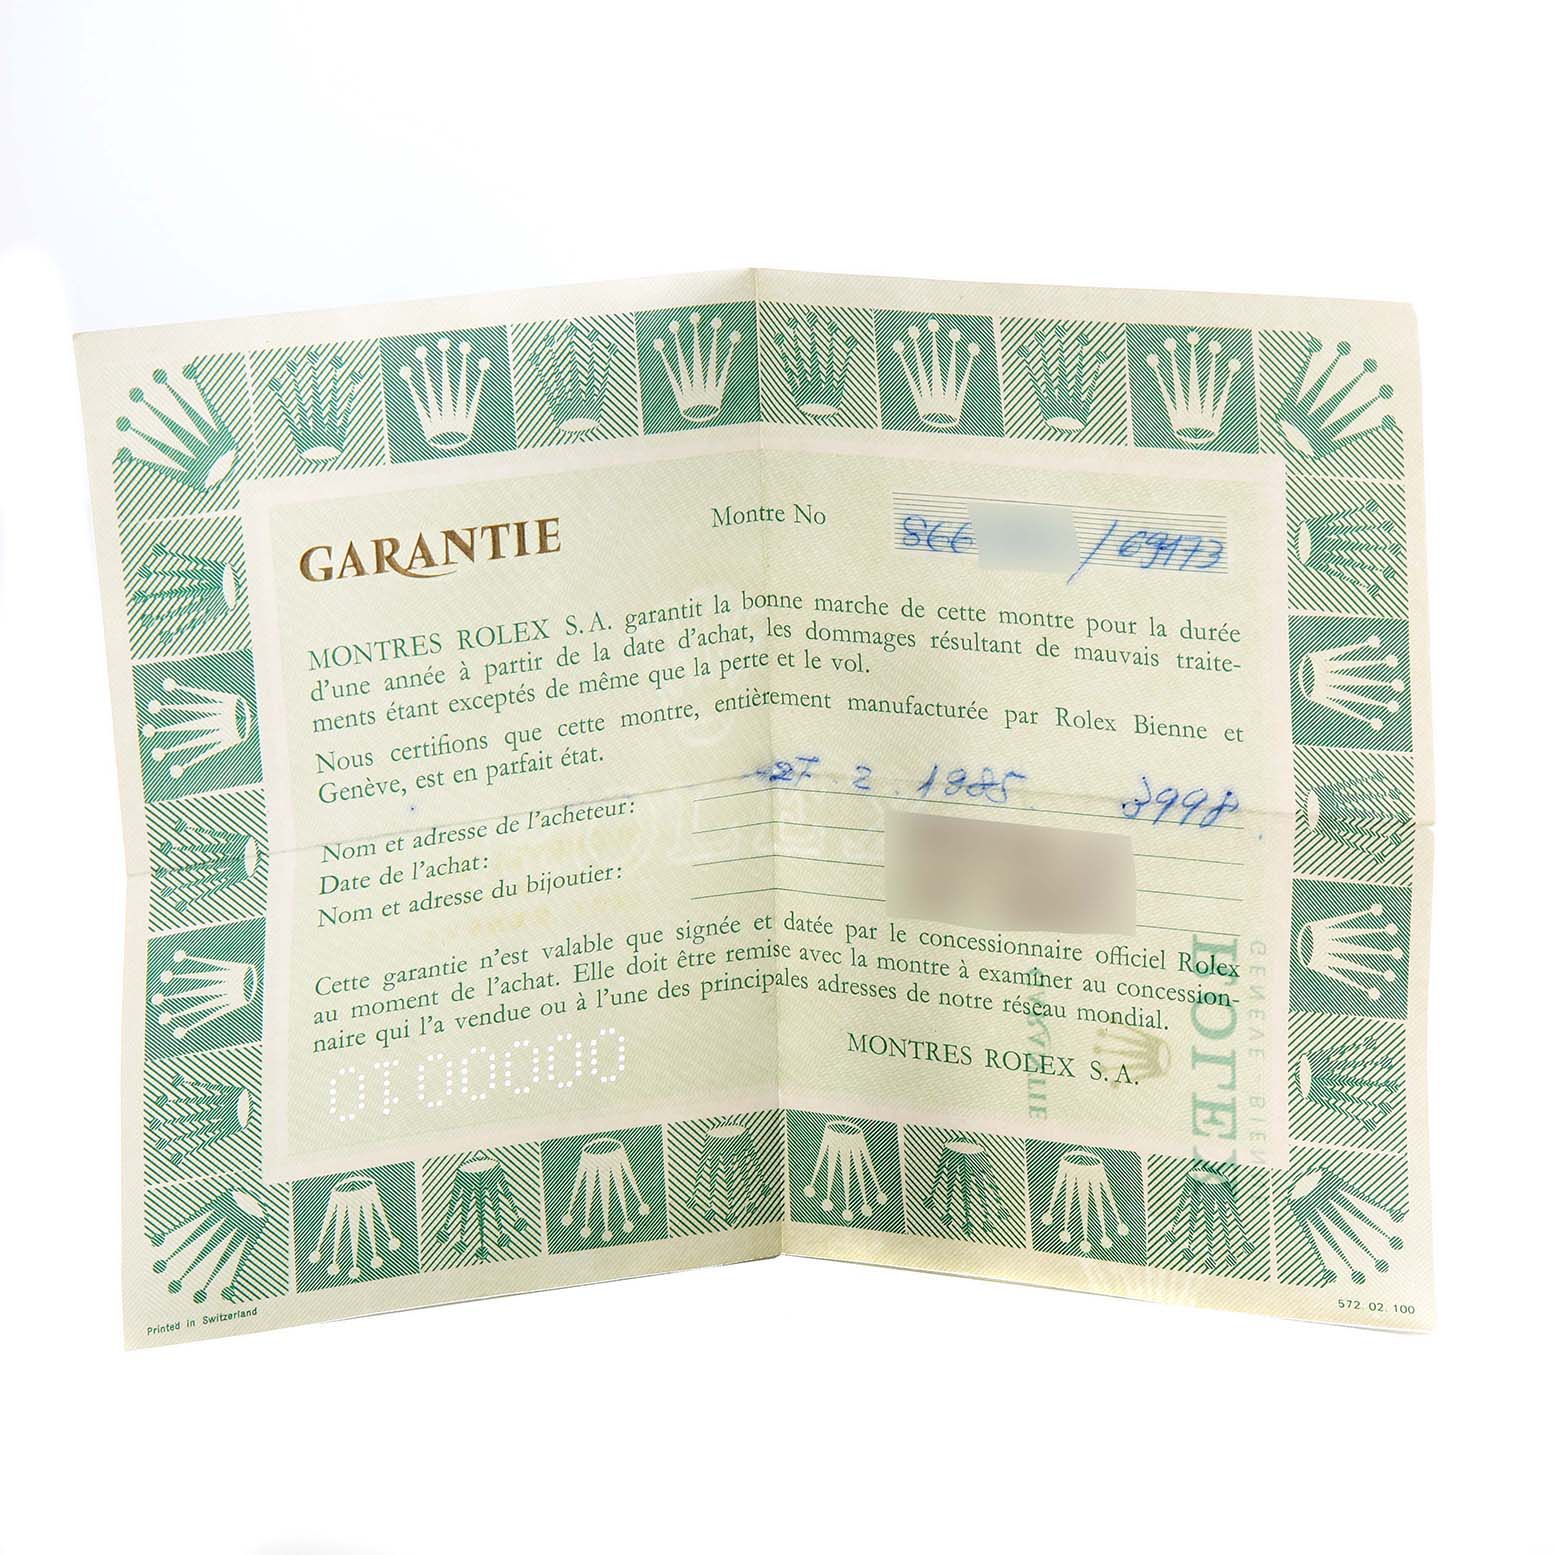 GARANTIE
Montre No 866 / 69173
MONTRES ROLEX S.A. garantit la bonne marche de cette montre pour la durée
d'une année à partir de la date d'achat, les dommages résultant de mauvais traite-
ments étant exceptés de même que la perte et le vol.
Nous certifions que cette montre, entièrement manufacturée par Rolex Bienne et
Genève, est en parfait état.
27 2. 1985. 3998.
Nom et adresse de l'acheteur:
Date de l'achat:
Nom et adresse du bijoutier:
Cette garantie n'est valable que signée et datée par le concessionnaire officiel Rolex
au moment de l'achat. Elle doit être remise avec la montre à examiner au concession-
naire qui l'a vendue ou à l'une des principales adresses de notre réseau mondial.
MONTRES ROLEX S.A.
Printed in Switzerland
572.02.100